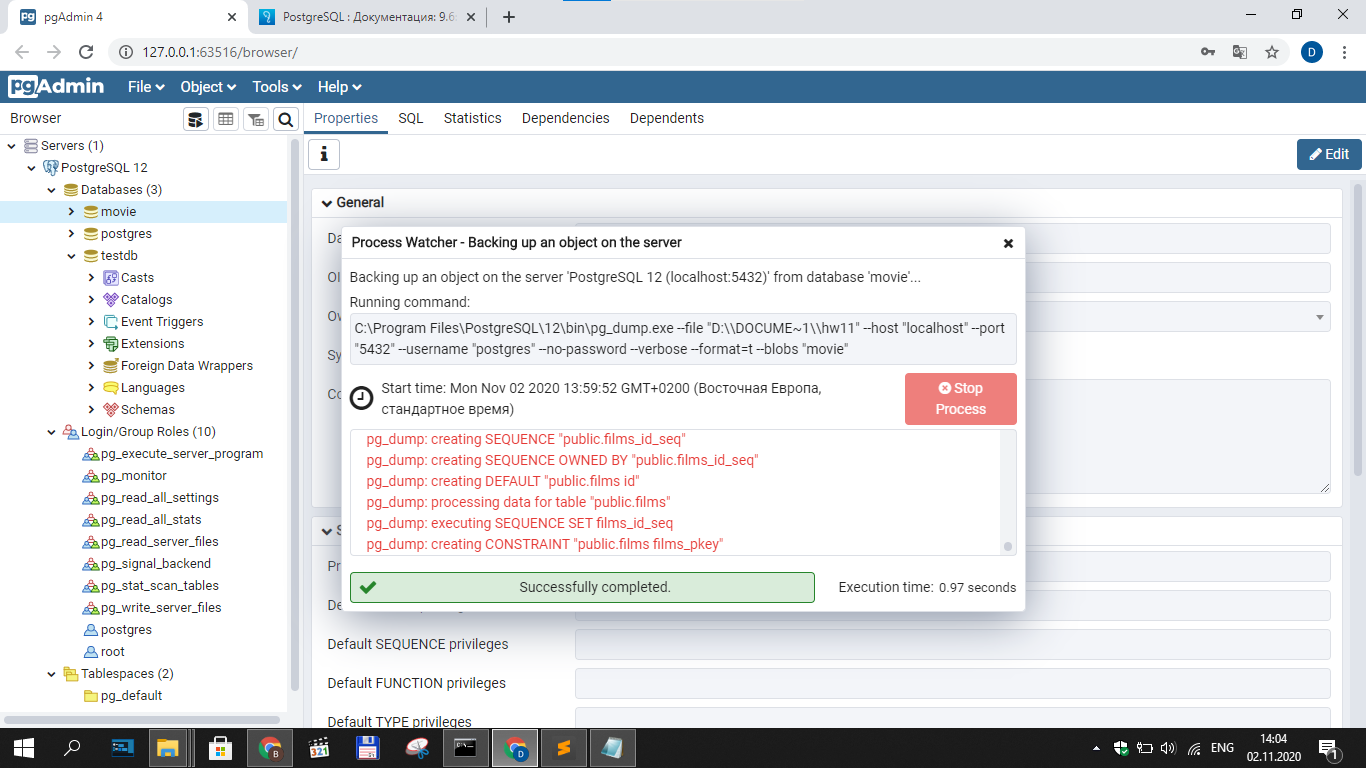 pgAdmin 4
PostgreSQL : Документация: 9.6:
127.0.0.1:63516/browser/
D
pgAdmin
File
Object
Tools
Help
Browser
Properties
SQL
Statistics
Dependencies
Dependents
Servers (1)
PostgreSQL 12
Databases (3)
movie
postgres
testdb
Casts
Catalogs
Event Triggers
Extensions
Foreign Data Wrappers
Languages
Schemas
Login/Group Roles (10)
pg_execute_server_program
pg_monitor
pg_read_all_settings
pg_read_all_stats
pg_read_server_files
pg_signal_backend
pg_stat_scan_tables
pg_write_server_files
postgres
root
Tablespaces (2)
pg_default
Edit
General
Process Watcher - Backing up an object on the server
Backing up an object on the server 'PostgreSQL 12 (localhost:5432)' from database 'movie'...
Running command:
C:\Program Files\PostgreSQL\12\bin\pg_dump.exe --file "D:\\DOCUME~1\\hw11" --host "localhost" --port
"5432" --username "postgres" --no-password --verbose --format=t --blobs "movie"
Start time: Mon Nov 02 2020 13:59:52 GMT+0200 (Восточная Европа,
стандартное время)
Stop
Process
pg_dump: creating SEQUENCE "public.films_id_seq"
pg_dump: creating SEQUENCE OWNED BY "public.films_id_seq"
pg_dump: creating DEFAULT "public.films id"
pg_dump: processing data for table "public.films"
pg_dump: executing SEQUENCE SET films_id_seq
pg_dump: creating CONSTRAINT "public.films films_pkey"
Successfully completed.
Execution time: 0.97 seconds
Default SEQUENCE privileges
Default FUNCTION privileges
Default TYPE privileges
321
B
D
ENG
14:04
02.11.2020
1